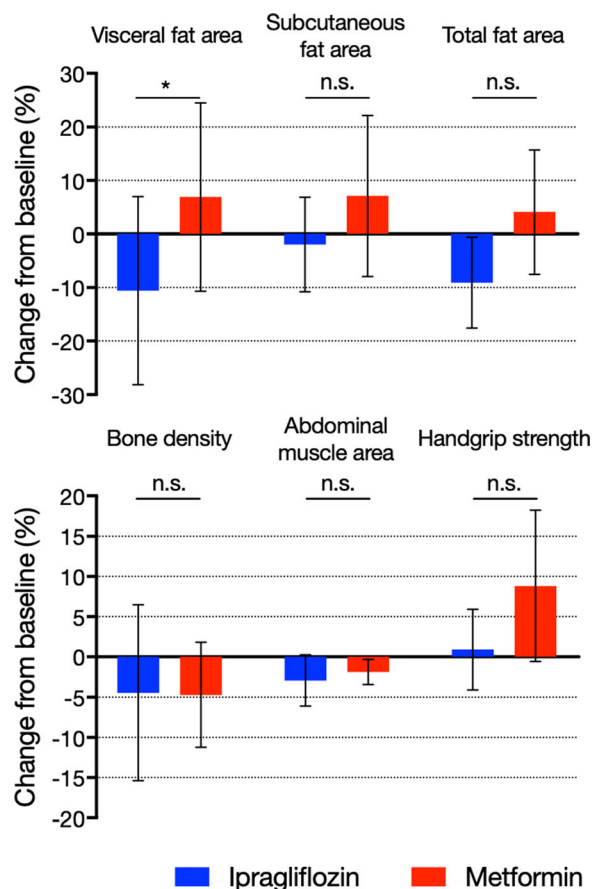 Visceral fat area
Subcutaneous
fat area
Total fat area
Change from baseline (%)
30
20
10
0
-10
-20
-30
*
n.s.
n.s.
Bone density
Abdominal
muscle area
Handgrip strength
Change from baseline (%)
20
15
10
5
0
-5
-10
-15
-20
n.s.
n.s.
n.s.
Ipragliflozin
Metformin